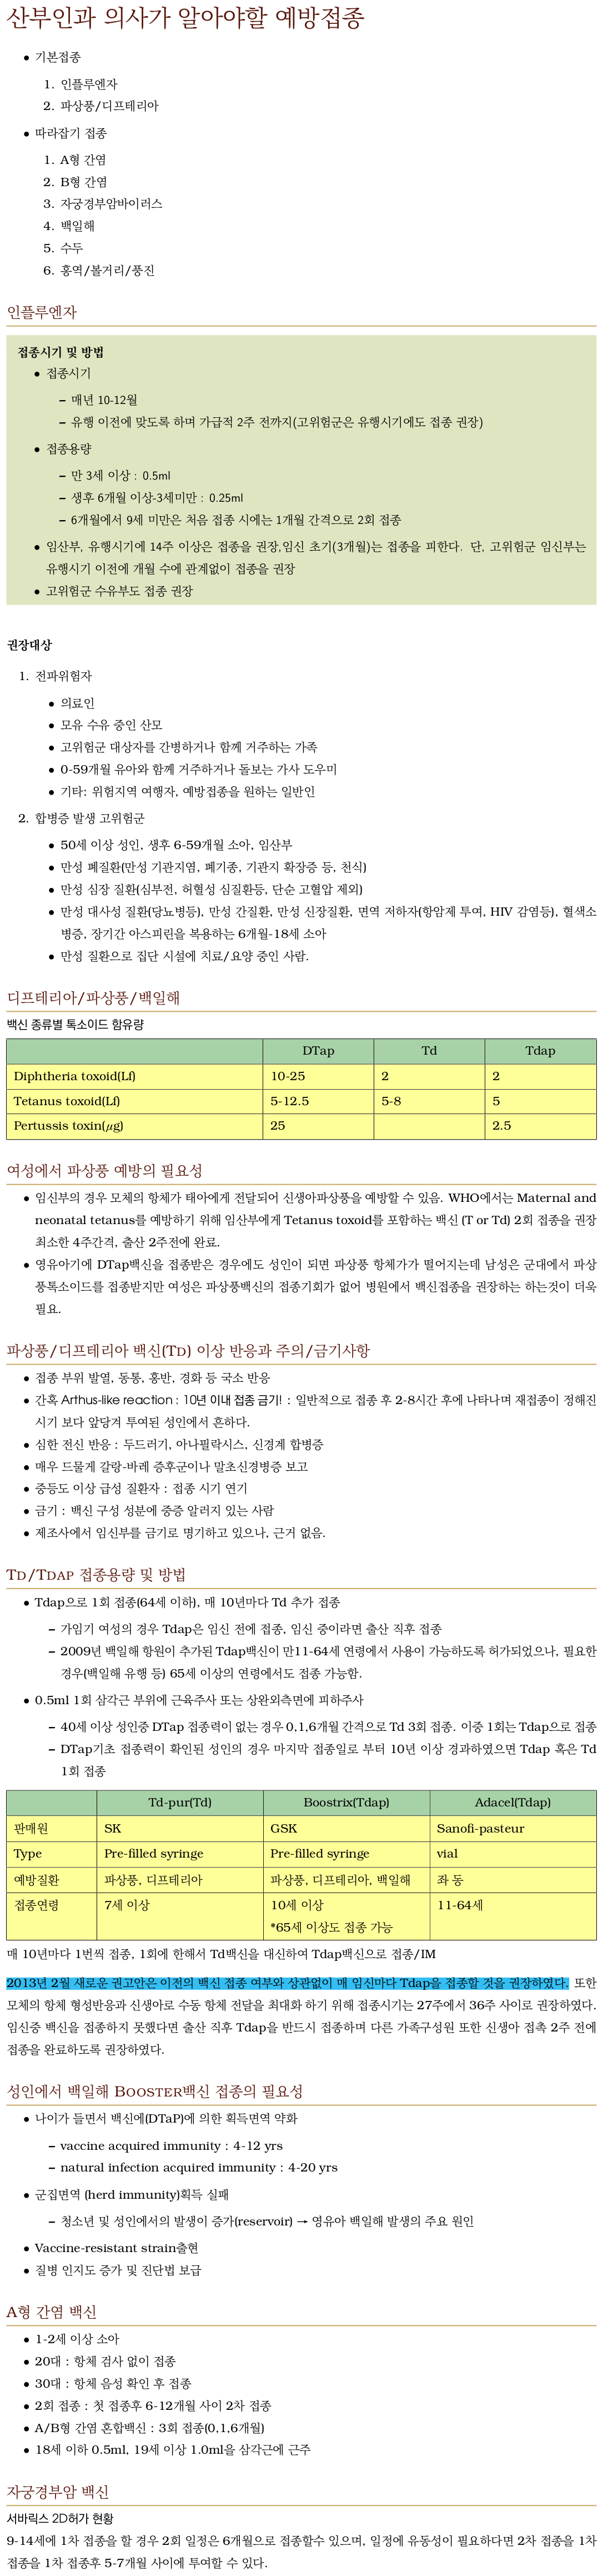 산부인과 의사가 알아야할 예방접종
• 기본접종
1. 인플루엔자
2. 파상풍/디프테리아
• 따라잡기 접종
1. A형 간염
2. B형 간염
3. 자궁경부암바이러스
4. 백일해
5. 수두
6. 홍역/볼거리/풍진
인플루엔자
접종시기 및 방법
• 접종시기
– 매년 10-12월
– 유행 이전에 맞도록 하며 가급적 2주 전까지(고위험군은 유행시기에도 접종 권장)
• 접종용량
– 만 3세 이상 : 0.5ml
– 생후 6개월 이상-3세미만 : 0.25ml
– 6개월에서 9세 미만은 처음 접종 시에는 1개월 간격으로 2회 접종
• 임산부, 유행시기에 14주 이상은 접종을 권장,임신 초기(3개월)는 접종을 피한다. 단, 고위험군 임신부는
유행시기 이전에 개월 수에 관계없이 접종을 권장
• 고위험군 수유부도 접종 권장
권장대상
1. 전파위험자
• 의료인
• 모유 수유 중인 산모
• 고위험군 대상자를 간병하거나 함께 거주하는 가족
• 0-59개월 유아와 함께 거주하거나 돌보는 가사 도우미
• 기타: 위험지역 여행자, 예방접종을 원하는 일반인
2. 합병증 발생 고위험군
• 50세 이상 성인, 생후 6-59개월 소아, 임산부
• 만성 폐질환(만성 기관지염, 폐기종, 기관지 확장증 등, 천식)
• 만성 심장 질환(심부전, 허혈성 심질환등, 단순 고혈압 제외)
• 만성 대사성 질환(당뇨병등), 만성 간질환, 만성 신장질환, 면역 저하자(항암제 투여, HIV 감염등), 혈색소
병증, 장기간 아스피린을 복용하는 6개월-18세 소아
• 만성 질환으로 집단 시설에 치료/요양 중인 사람.
디프테리아/파상풍/백일해
백신 종류별 톡소이드 함유량
DTap Td Tdap
Diphtheria toxoid(Lf) 10-25 2 2
Tetanus toxoid(Lf) 5-12.5 5-8 5
Pertussis toxin(μg) 25 2.5
여성에서 파상풍 예방의 필요성
• 임신부의 경우 모체의 항체가 태아에게 전달되어 신생아파상풍을 예방할 수 있음. WHO에서는 Maternal and
neonatal tetanus를 예방하기 위해 임산부에게 Tetanus toxoid를 포함하는 백신 (T or Td) 2회 접종을 권장
최소한 4주간격, 출산 2주전에 완료.
• 영유아기에 DTap백신을 접종받은 경우에도 성인이 되면 파상풍 항체가가 떨어지는데 남성은 군대에서 파상
풍톡소이드를 접종받지만 여성은 파상풍백신의 접종기회가 없어 병원에서 백신접종을 권장하는 하는것이 더욱
필요.
파상풍/디프테리아 백신(TD) 이상 반응과 주의/금기사항
• 접종 부위 발열, 동통, 홍반, 경화 등 국소 반응
• 간혹 Arthus-like reaction : 10년 이내 접종 금기! : 일반적으로 접종 후 2-8시간 후에 나타나며 재접종이 정해진
시기 보다 앞당겨 투여된 성인에서 흔하다.
• 심한 전신 반응 : 두드러기, 아나필락시스, 신경계 합병증
• 매우 드물게 갈랑-바레 증후군이나 말초신경병증 보고
• 중등도 이상 급성 질환자 : 접종 시기 연기
• 금기 : 백신 구성 성분에 중증 알러지 있는 사람
• 제조사에서 임신부를 금기로 명기하고 있으나, 근거 없음.
TD/TDAP 접종용량 및 방법
• Tdap으로 1회 접종(64세 이하), 매 10년마다 Td 추가 접종
– 가임기 여성의 경우 Tdap은 임신 전에 접종, 임신 중이라면 출산 직후 접종
– 2009년 백일해 항원이 추가된 Tdap백신이 만11-64세 연령에서 사용이 가능하도록 허가되었으나, 필요한
경우(백일해 유행 등) 65세 이상의 연령에서도 접종 가능함.
• 0.5ml 1회 삼각근 부위에 근육주사 또는 상완외측면에 피하주사
– 40세 이상 성인중 DTap 접종력이 없는 경우 0,1,6개월 간격으로 Td 3회 접종. 이중 1회는 Tdap으로 접종
– DTap기초 접종력이 확인된 성인의 경우 마지막 접종일로 부터 10년 이상 경과하였으면 Tdap 혹은 Td
1회 접종
Td-pur(Td) Boostrix(Tdap) Adacel(Tdap)
판매원 SK GSK Sanofi-pasteur
Type Pre-filled syringe Pre-filled syringe vial
예방질환 파상풍, 디프테리아 파상풍, 디프테리아, 백일해 좌 동
접종연령 7세 이상 10세 이상 11-64세
*65세 이상도 접종 가능
매 10년마다 1번씩 접종, 1회에 한해서 Td백신을 대신하여 Tdap백신으로 접종/IM
2013년 2월 새로운 권고안은 이전의 백신 접종 여부와 상관없이 매 임신마다 Tdap을 접종할 것을 권장하였다. 또한
모체의 항체 형성반응과 신생아로 수동 항체 전달을 최대화 하기 위해 접종시기는 27주에서 36주 사이로 권장하였다.
임신중 백신을 접종하지 못했다면 출산 직후 Tdap을 반드시 접종하며 다른 가족구성원 또한 신생아 접촉 2주 전에
접종을 완료하도록 권장하였다.
성인에서 백일해 BOOSTER백신 접종의 필요성
• 나이가 들면서 백신에(DTaP)에 의한 획득면역 약화
– vaccine acquired immunity : 4-12 yrs
– natural infection acquired immunity : 4-20 yrs
• 군집면역 (herd immunity)획득 실패
– 청소년 및 성인에서의 발생이 증가(reservoir) → 영유아 백일해 발생의 주요 원인
• Vaccine-resistant strain출현
• 질병 인지도 증가 및 진단법 보급
A형 간염 백신
• 1-2세 이상 소아
• 20대 : 항체 검사 없이 접종
• 30대 : 항체 음성 확인 후 접종
• 2회 접종 : 첫 접종후 6-12개월 사이 2차 접종
• A/B형 간염 혼합백신 : 3회 접종(0,1,6개월)
• 18세 이하 0.5ml, 19세 이상 1.0ml을 삼각근에 근주
자궁경부암 백신
서바릭스 2D허가 현황
9-14세에 1차 접종을 할 경우 2회 일정은 6개월으로 접종할수 있으며, 일정에 유동성이 필요하다면 2차 접종을 1차
접종을 1차 접종후 5-7개월 사이에 투여할 수 있다.